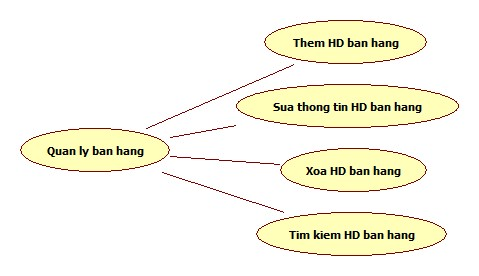 Them HD ban hang
Sua thong tin HD ban hang
Quan ly ban hang
Xoa HD ban hang
Tim kiem HD ban hang